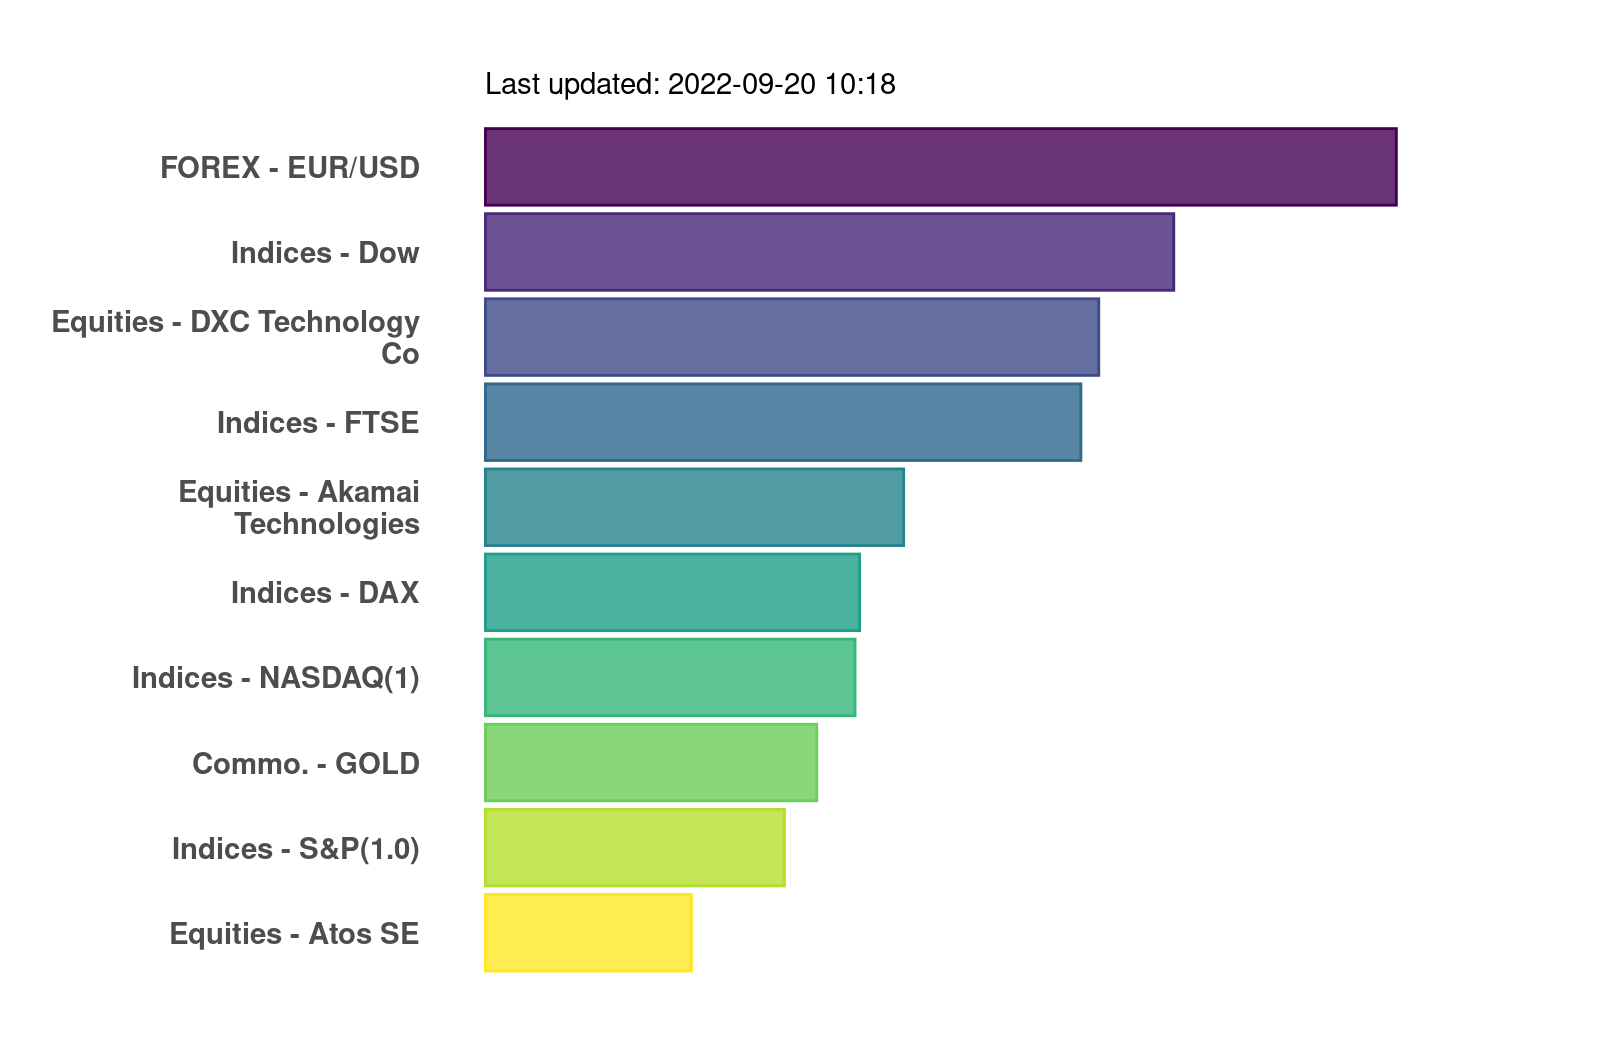 Last updated: 2022-09-20 10:18
FOREX - EUR/USD
Indices - Dow
Equities - DXC Technology
Co
Indices - FTSE
Equities - Akamai
Technologies
Indices - DAX
Indices - NASDAQ(1)
Commo. - GOLD
Indices - S&P(1.0)
Equities - Atos SE